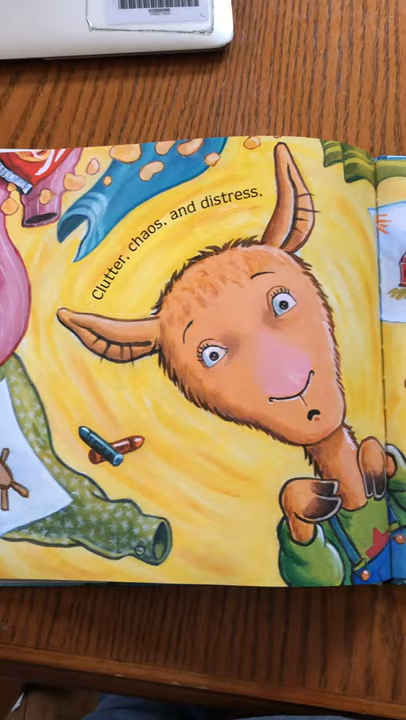 Clutter, chaos, and distress.